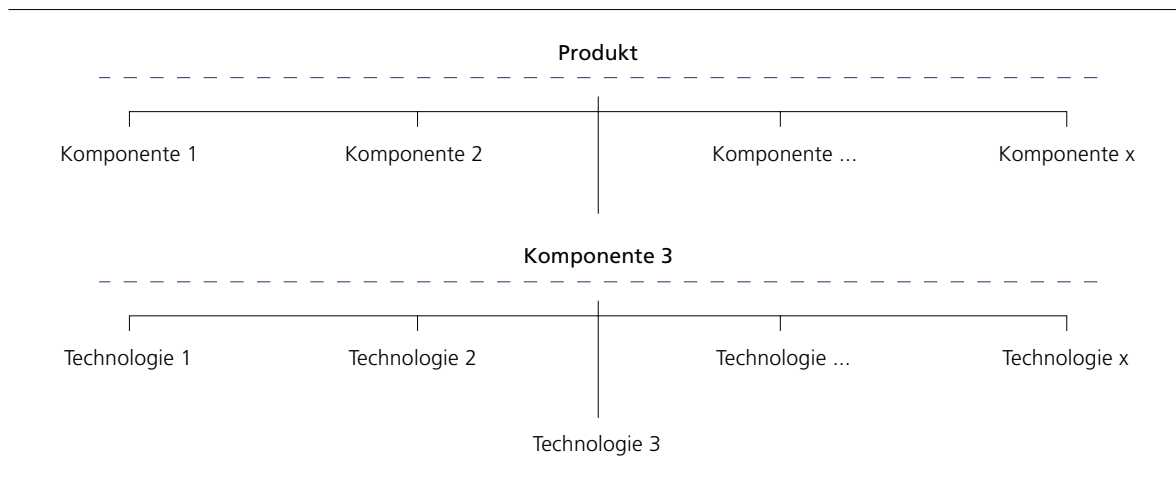 Produkt
Komponente 1 Komponente 2 Komponente ... Komponente x
Komponente 3
Technologie 1 Technologie 2 Technologie ... Technologie x
Technologie 3